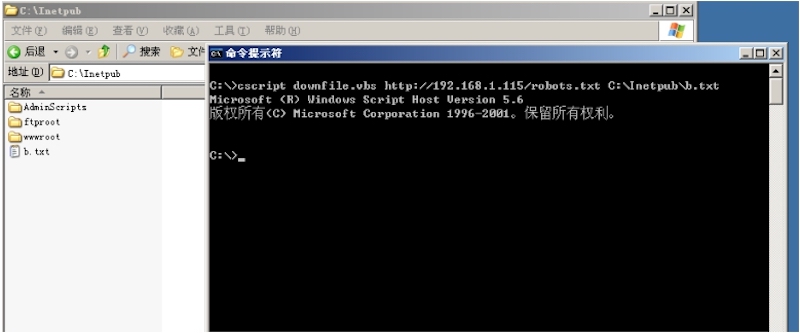 C:\Inetpub
文件(F) 编辑(E) 查看(V) 收藏(A) 工具(T) 帮助(H)
后退 搜索 文件
地址(D) C:\Inetpub
名称
AdminScripts
ftproot
wwwroot
b.txt
命令提示符
C:\>cscript downfile.vbs http://192.168.1.115/robots.txt C:\Inetpub\b.txt
Microsoft (R) Windows Script Host Version 5.6
版权所有(C) Microsoft Corporation 1996-2001。保留所有权利。
C:\>_